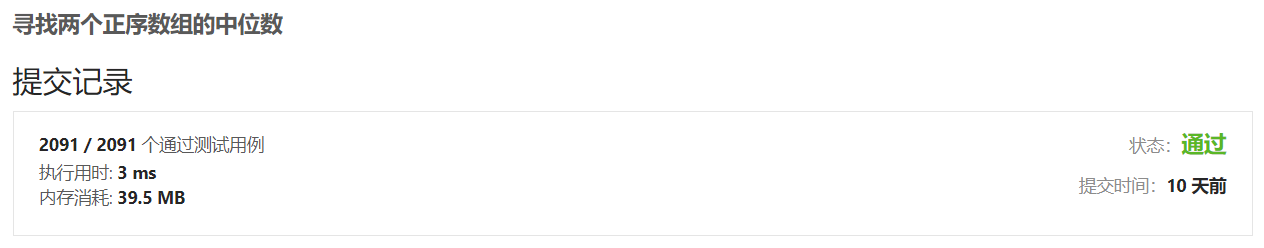 寻找两个正序数组的中位数
提交记录
2091 / 2091 个通过测试用例
状态：通过
执行用时: 3 ms
提交时间：10 天前
内存消耗: 39.5 MB